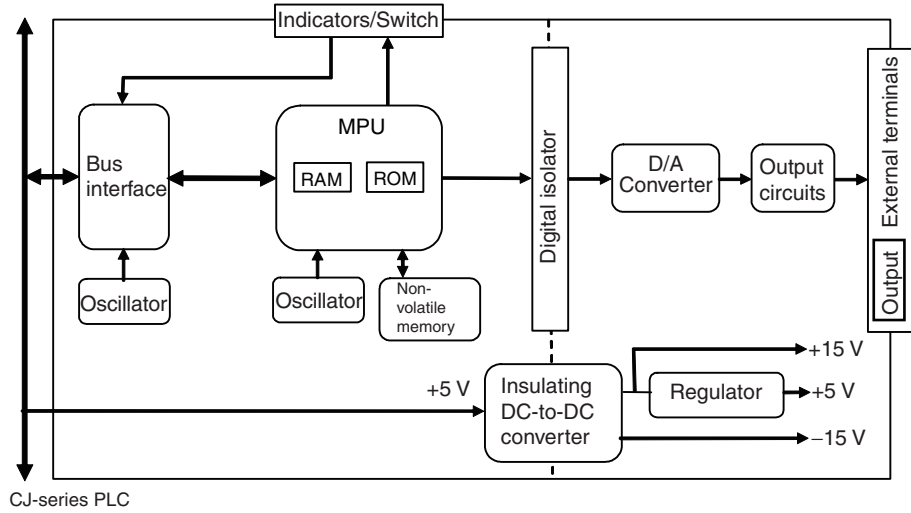 Indicators/Switch
MPU
RAM
ROM
Bus
interface
Oscillator
Oscillator
Non-
volatile
memory
Digital isolator
D/A
Converter
Output
circuits
External terminals
Output
+5 V
Insulating
DC-to-DC
converter
+15 V
Regulator
+5 V
−15 V
CJ-series PLC